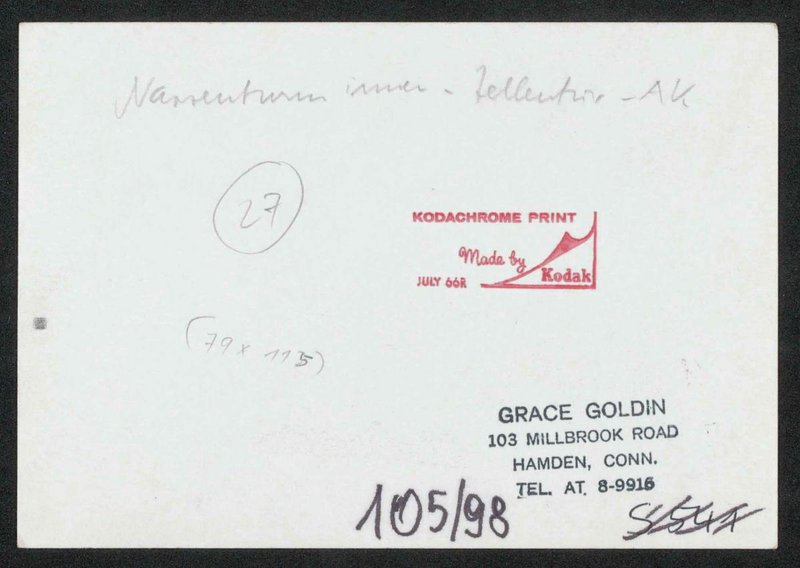 Narrenturm innen - Zellentür - AK
27
KODACHROME PRINT
Made by
Kodak
JULY 66R
(79 x 115)
GRACE GOLDIN
103 MILLBROOK ROAD
HAMDEN, CONN.
TEL. AT. 8-9916
105/98